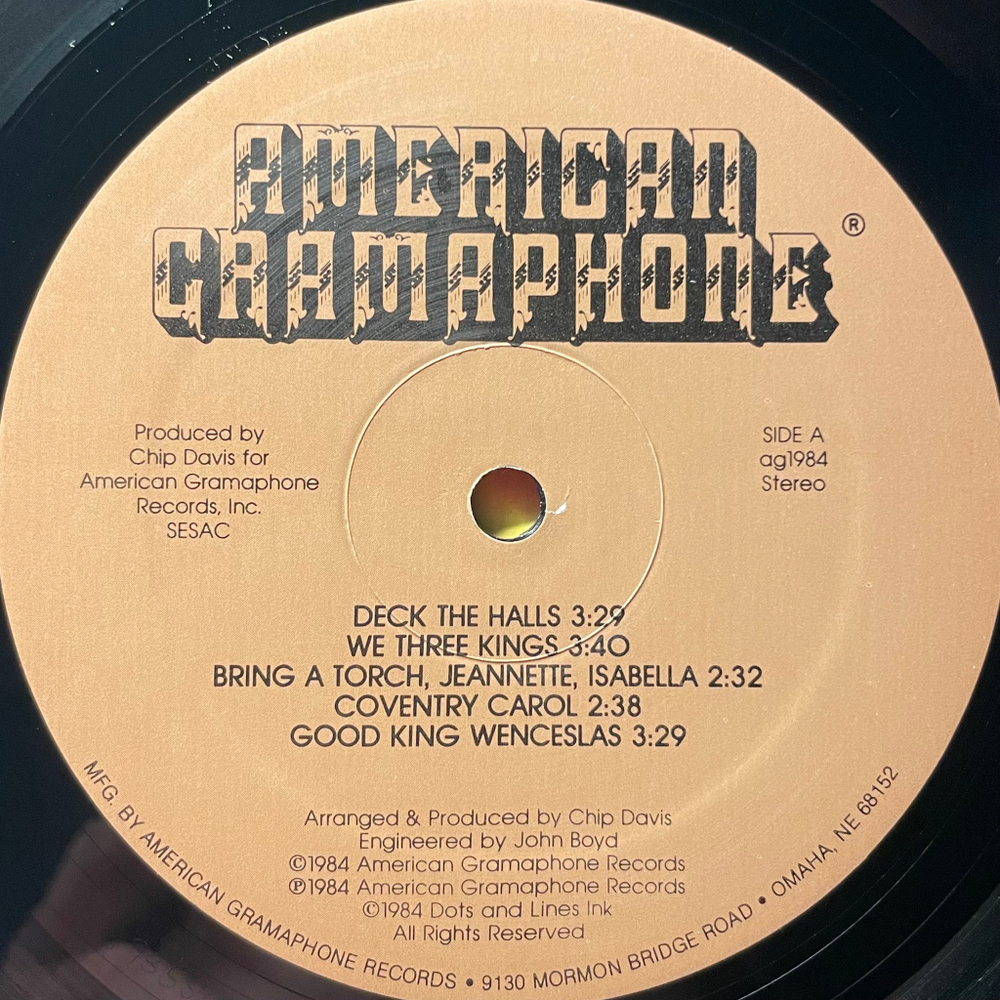 AMERICAN
GRAMAPHONE ®
Produced by
Chip Davis for
American Gramaphone
Records, Inc.
SESAC
SIDE A
ag1984
Stereo
DECK THE HALLS 3:29
WE THREE KINGS 3:40
BRING A TORCH, JEANNETTE, ISABELLA 2:32
COVENTRY CAROL 2:38
GOOD KING WENCESLAS 3:29
Arranged & Produced by Chip Davis
Engineered by John Boyd
©1984 American Gramaphone Records
℗1984 American Gramaphone Records
©1984 Dots and Lines Ink
All Rights Reserved
MFG. BY AMERICAN GRAMAPHONE RECORDS • 9130 MORMON BRIDGE ROAD • OMAHA, NE 68152